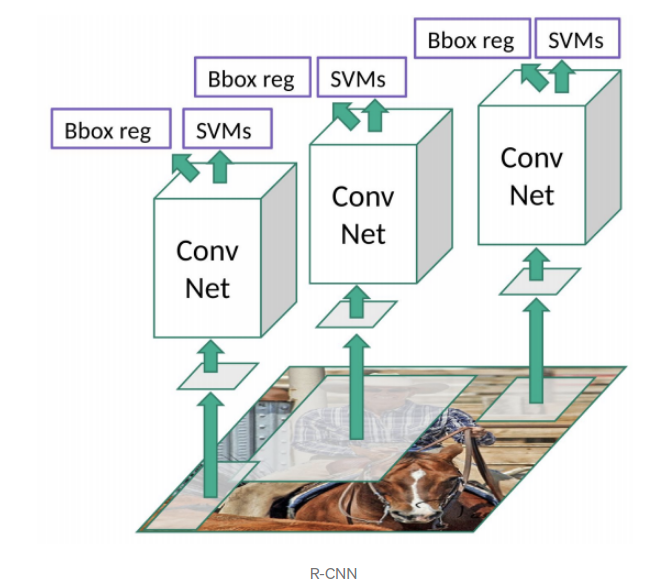 Bbox reg
SVMs
Bbox reg
SVMs
Bbox reg
SVMs
Conv
Net
Conv
Net
Conv
Net
R-CNN